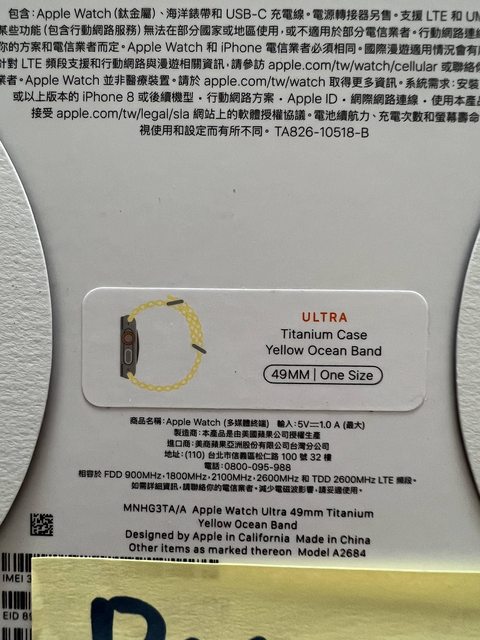 包含：Apple Watch (鈦金屬)、海洋錶帶和 USB-C 充電線。電源轉接器另售。支援 LTE 和 UM
某些功能 (包含行動網路服務) 無法在部分國家或地區使用，或不適用於部分電信業者。行動網路連線
你的方案和電信業者而定。Apple Watch 和 iPhone 電信業者必須相同。國際漫遊適用情況會有
針對 LTE 頻段支援和行動網路與漫遊相關資訊，請參訪 apple.com/tw/watch/cellular 或聯絡你
業者。Apple Watch 並非醫療裝置。請於 apple.com/tw/watch 取得更多資訊。系統需求：安裝
或以上版本的 iPhone 8 或後續機型・行動網路方案・Apple ID・網際網路連線・使用本產品
接受 apple.com/tw/legal/sla 網站上的軟體授權協議。電池續航力、充電次數和螢幕壽命
視使用和設定而有所不同。 TA826-10518-B
ULTRA
Titanium Case
Yellow Ocean Band
49MM | One Size
商品名稱：Apple Watch (多媒體終端) 輸入：5V⎓1.0 A (最大)
製造商：本產品是由美國蘋果公司授權生產
進口商：美商蘋果亞洲股份有限公司台灣分公司
地址：(110) 台北市信義區松仁路 100 號 32 樓
電話：0800-095-988
相容於 FDD 900MHz，1800MHz，2100MHz，2600MHz 和 TDD 2600MHz LTE 頻段。
如需詳細資訊，請聯絡你的電信業者。減少電磁波影響，請妥適使用。
MNHG3TA/A Apple Watch Ultra 49mm Titanium
Yellow Ocean Band
Designed by Apple in California Made in China
Other items as marked thereon Model A2684
IMEI 3
EID 89